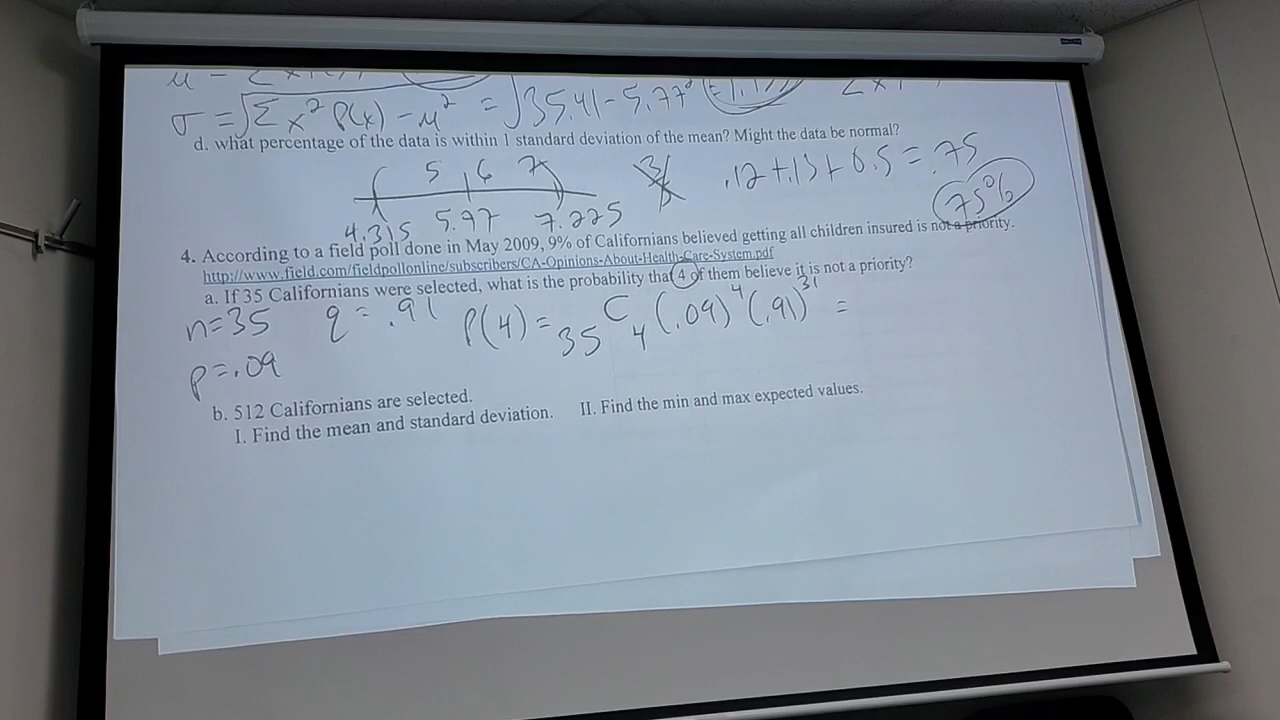 σ = √Σx²P(x) - μ² = √35.41 - 5.77²
d. what percentage of the data is within 1 standard deviation of the mean? Might the data be normal?
5 6 7
.12 + .13 + 0.5 = .75
4.315 5.97 7.225
75%
4. According to a field poll done in May 2009, 9% of Californians believed getting all children insured is not a priority.
http://www.field.com/fieldpollonline/subscribers/CA-Opinions-About-Health-Care-System.pdf
a. If 35 Californians were selected, what is the probability that 4 of them believe it is not a priority?
n=35 q = .91 P(4) = 35 C 4 (.09)⁴ (.91)³¹ =
p=.09
b. 512 Californians are selected.
I. Find the mean and standard deviation. II. Find the min and max expected values.